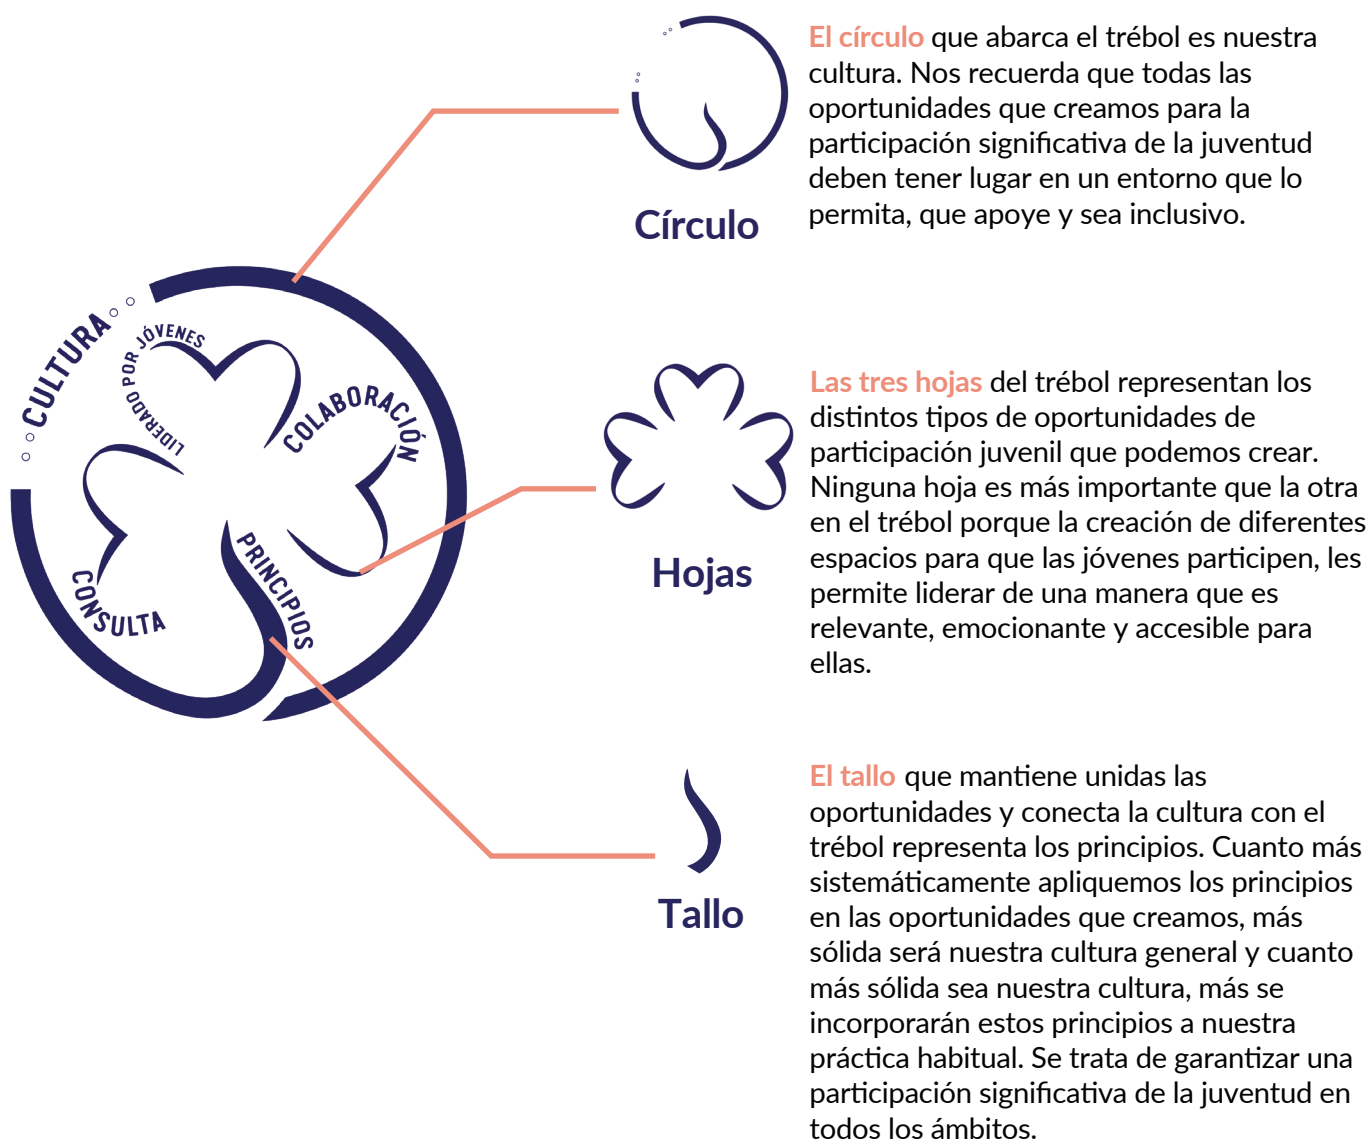 El círculo que abarca el trébol es nuestra
cultura. Nos recuerda que todas las
oportunidades que creamos para la
participación significativa de la juventud
deben tener lugar en un entorno que lo
permita, que apoye y sea inclusivo.
Círculo
CULTURA
LIDERADO POR JÓVENES
COLABORACIÓN
CONSULTA
PRINCIPIOS
Las tres hojas del trébol representan los
distintos tipos de oportunidades de
participación juvenil que podemos crear.
Ninguna hoja es más importante que la otra
en el trébol porque la creación de diferentes
espacios para que las jóvenes participen, les
permite liderar de una manera que es
relevante, emocionante y accesible para
ellas.
Hojas
El tallo que mantiene unidas las
oportunidades y conecta la cultura con el
trébol representa los principios. Cuanto más
sistemáticamente apliquemos los principios
en las oportunidades que creamos, más
sólida será nuestra cultura general y cuanto
más sólida sea nuestra cultura, más se
incorporarán estos principios a nuestra
práctica habitual. Se trata de garantizar una
participación significativa de la juventud en
todos los ámbitos.
Tallo